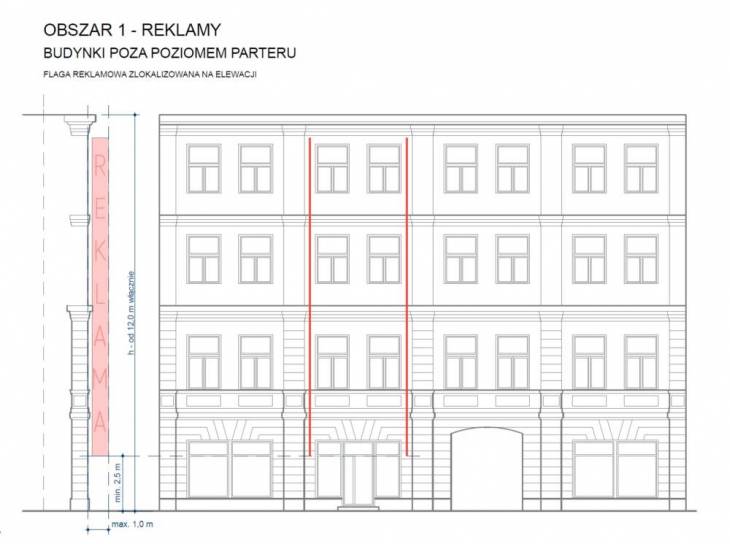 OBSZAR 1 - REKLAMY
BUDYNKI POZA POZIOMEM PARTERU
FLAGA REKLAMOWA ZLOKALIZOWANA NA ELEWACJI
REKLAMA
h - od 12,0 m włącznie
min. 2,5 m
max. 1,0 m